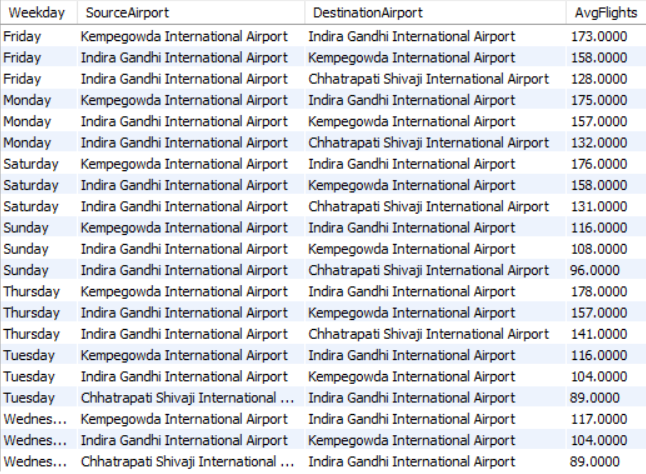 Weekday SourceAirport DestinationAirport AvgFlights
Friday Kempegowda International Airport Indira Gandhi International Airport 173.0000
Friday Indira Gandhi International Airport Kempegowda International Airport 158.0000
Friday Indira Gandhi International Airport Chhatrapati Shivaji International Airport 128.0000
Monday Kempegowda International Airport Indira Gandhi International Airport 175.0000
Monday Indira Gandhi International Airport Kempegowda International Airport 157.0000
Monday Indira Gandhi International Airport Chhatrapati Shivaji International Airport 132.0000
Saturday Kempegowda International Airport Indira Gandhi International Airport 176.0000
Saturday Indira Gandhi International Airport Kempegowda International Airport 158.0000
Saturday Indira Gandhi International Airport Chhatrapati Shivaji International Airport 131.0000
Sunday Kempegowda International Airport Indira Gandhi International Airport 116.0000
Sunday Indira Gandhi International Airport Kempegowda International Airport 108.0000
Sunday Indira Gandhi International Airport Chhatrapati Shivaji International Airport 96.0000
Thursday Kempegowda International Airport Indira Gandhi International Airport 178.0000
Thursday Indira Gandhi International Airport Kempegowda International Airport 157.0000
Thursday Indira Gandhi International Airport Chhatrapati Shivaji International Airport 141.0000
Tuesday Kempegowda International Airport Indira Gandhi International Airport 116.0000
Tuesday Indira Gandhi International Airport Kempegowda International Airport 104.0000
Tuesday Chhatrapati Shivaji International ... Indira Gandhi International Airport 89.0000
Wednes... Kempegowda International Airport Indira Gandhi International Airport 117.0000
Wednes... Indira Gandhi International Airport Kempegowda International Airport 104.0000
Wednes... Chhatrapati Shivaji International ... Indira Gandhi International Airport 89.0000